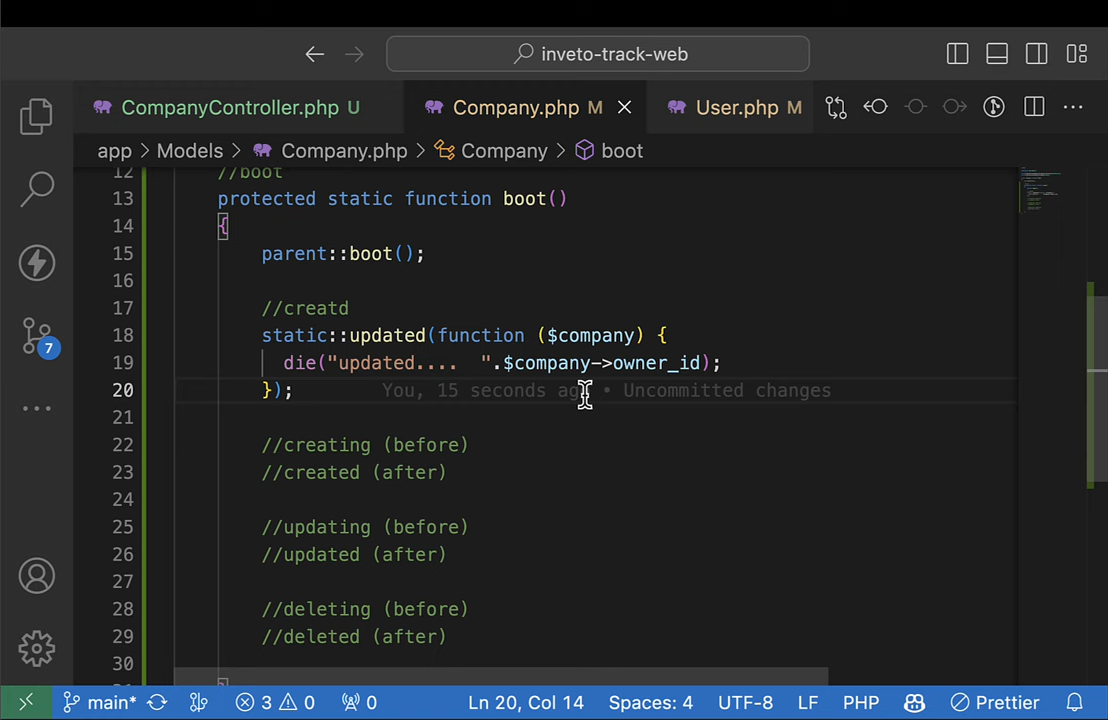 inveto-track-web
CompanyController.php U
Company.php M
User.php M
app > Models > Company.php > Company > boot
12 //boot
13 protected static function boot()
14 {
15 parent::boot();
16
17 //creatd
18 static::updated(function ($company) {
19 die("updated....  ".$company->owner_id);
20 }); You, 15 seconds ago • Uncommitted changes
21
22 //creating (before)
23 //created (after)
24
25 //updating (before)
26 //updated (after)
27
28 //deleting (before)
29 //deleted (after)
30
7
main* 3 0 0 Ln 20, Col 14 Spaces: 4 UTF-8 LF PHP Prettier